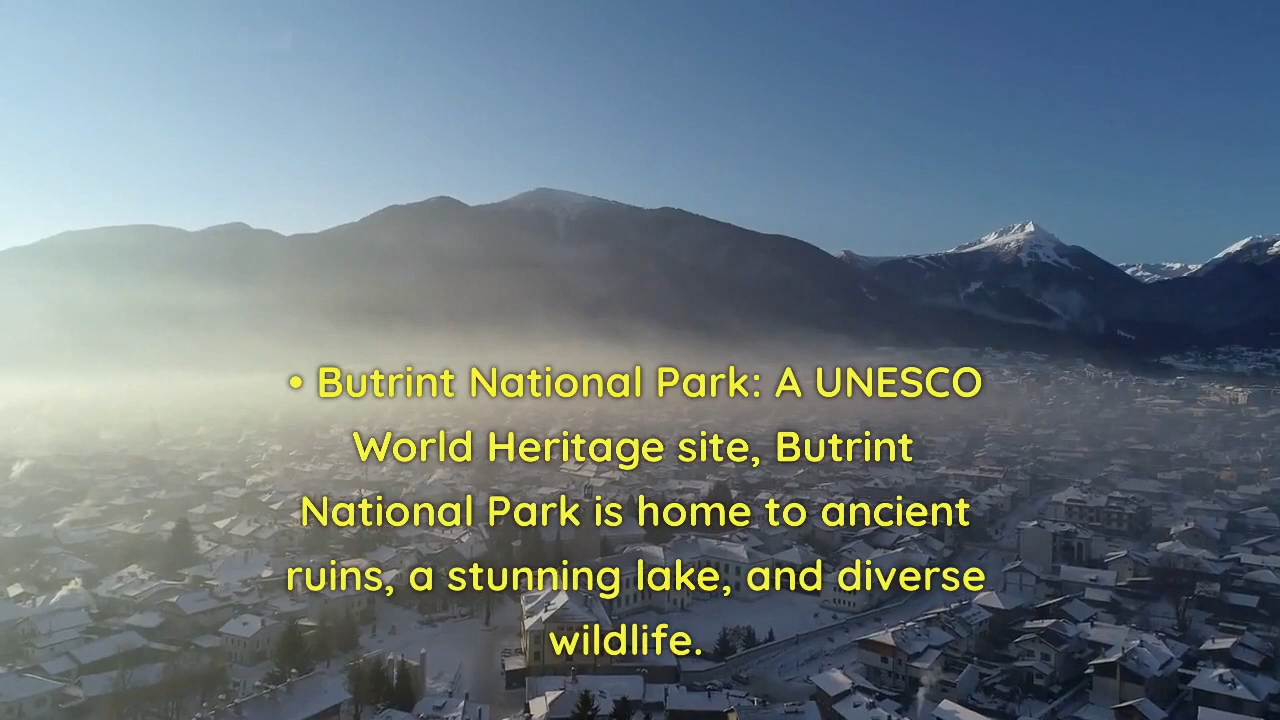 • Butrint National Park: A UNESCO
World Heritage site, Butrint
National Park is home to ancient
ruins, a stunning lake, and diverse
wildlife.